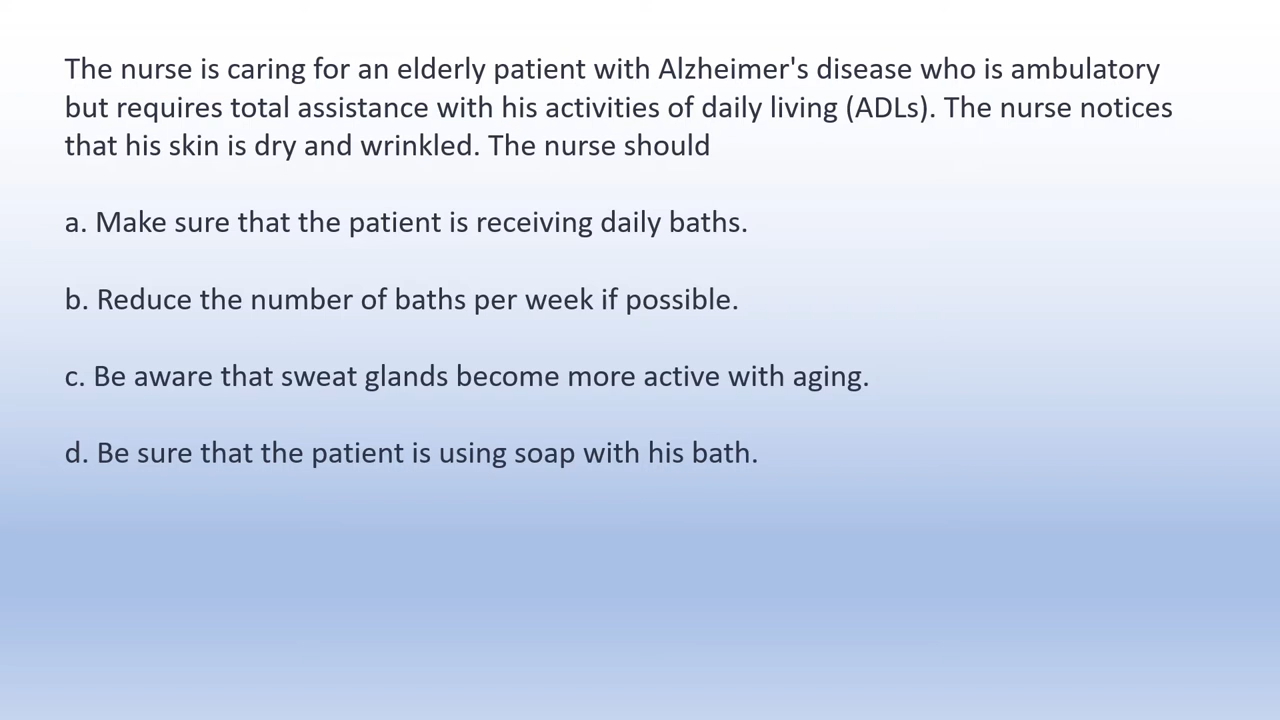 The nurse is caring for an elderly patient with Alzheimer's disease who is ambulatory
but requires total assistance with his activities of daily living (ADLs). The nurse notices
that his skin is dry and wrinkled. The nurse should
a. Make sure that the patient is receiving daily baths.
b. Reduce the number of baths per week if possible.
c. Be aware that sweat glands become more active with aging.
d. Be sure that the patient is using soap with his bath.